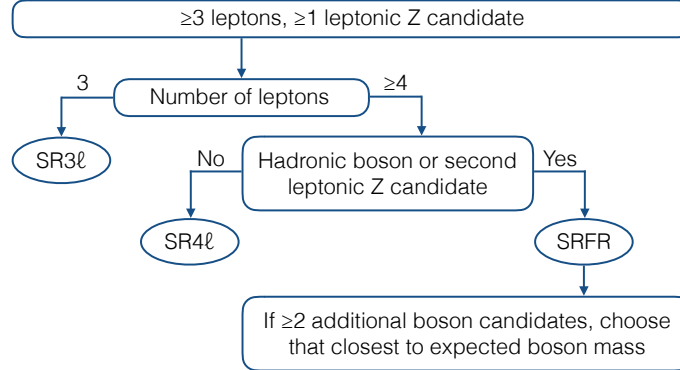 ≥3 leptons, ≥1 leptonic Z candidate
3
Number of leptons
≥4
SR3ℓ
No
Hadronic boson or second
leptonic Z candidate
Yes
SR4ℓ
SRFR
If ≥2 additional boson candidates, choose
that closest to expected boson mass